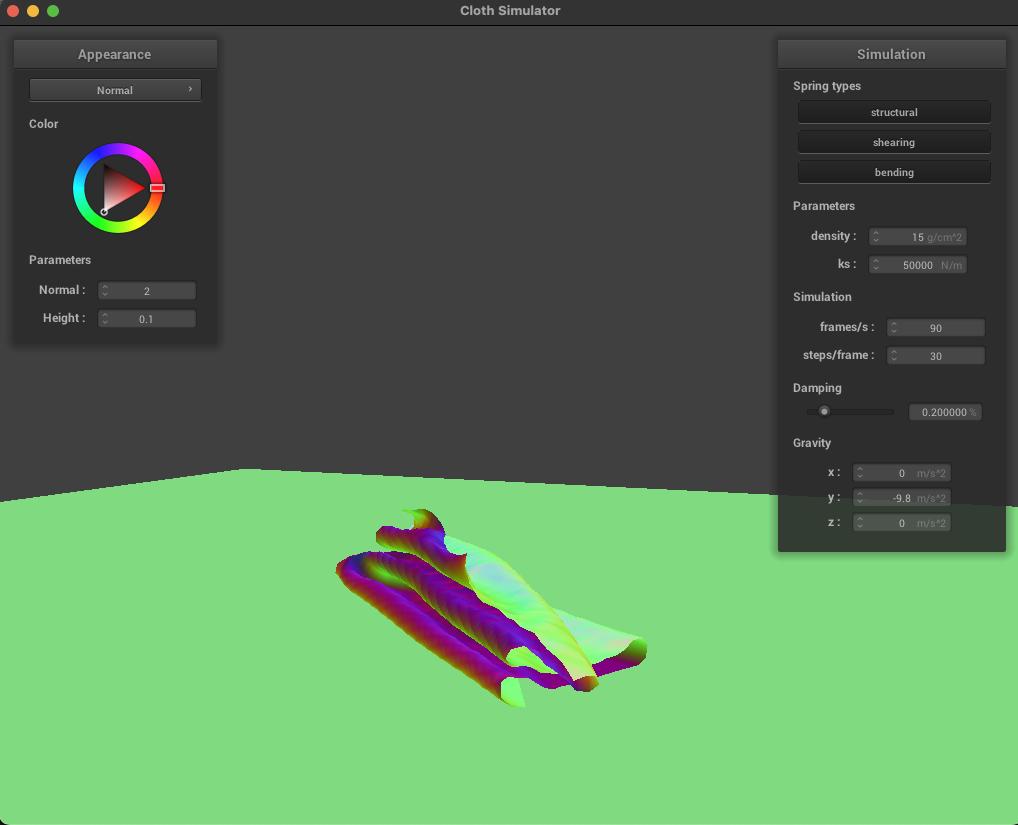 Cloth Simulator
Appearance
Normal
Color
Parameters
Normal : 2
Height : 0.1
Simulation
Spring types
structural
shearing
bending
Parameters
density : 15 g/cm^2
ks : 50000 N/m
Simulation
frames/s : 90
steps/frame : 30
Damping
0.200000 %
Gravity
x : 0 m/s^2
y : -9.8 m/s^2
z : 0 m/s^2